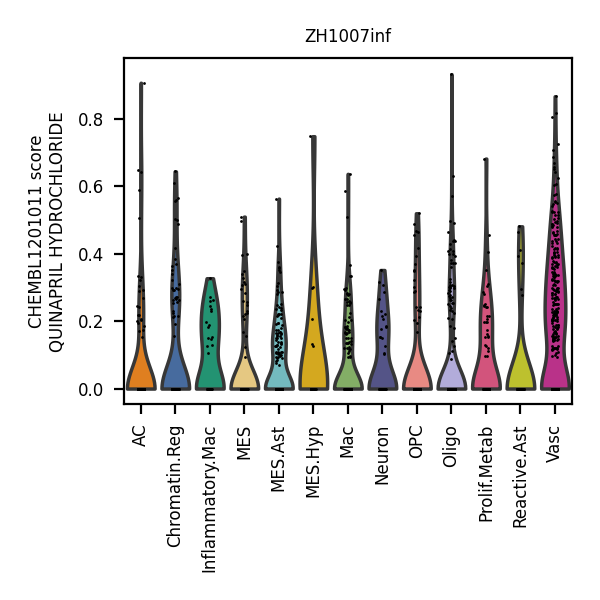 ZH1007inf
CHEMBL1201011 score
QUINAPRIL HYDROCHLORIDE
0.8
0.6
0.4
0.2
0.0
AC
Chromatin.Reg
Inflammatory.Mac
MES
MES.Ast
MES.Hyp
Mac
Neuron
OPC
Oligo
Prolif.Metab
Reactive.Ast
Vasc